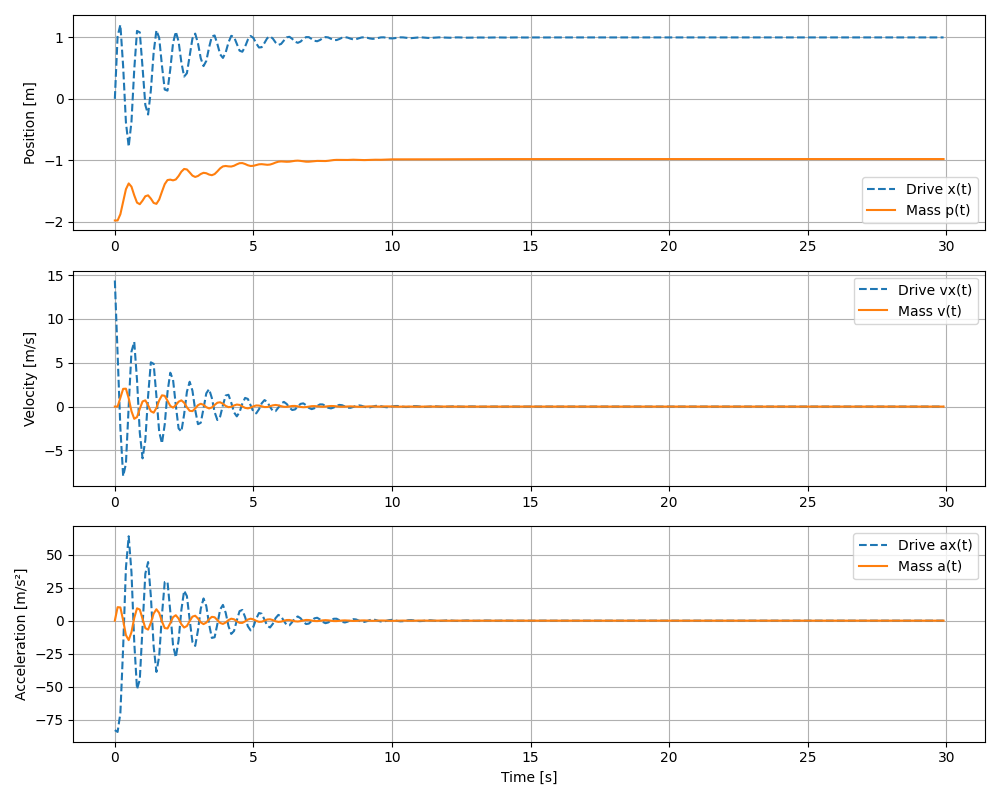 1
0
−1
−2
Position [m]
Drive x(t)
Mass p(t)
0 5 10 15 20 25 30
15
10
5
0
−5
Velocity [m/s]
Drive vx(t)
Mass v(t)
0 5 10 15 20 25 30
50
25
0
−25
−50
−75
Acceleration [m/s²]
Drive ax(t)
Mass a(t)
0 5 10 15 20 25 30
Time [s]